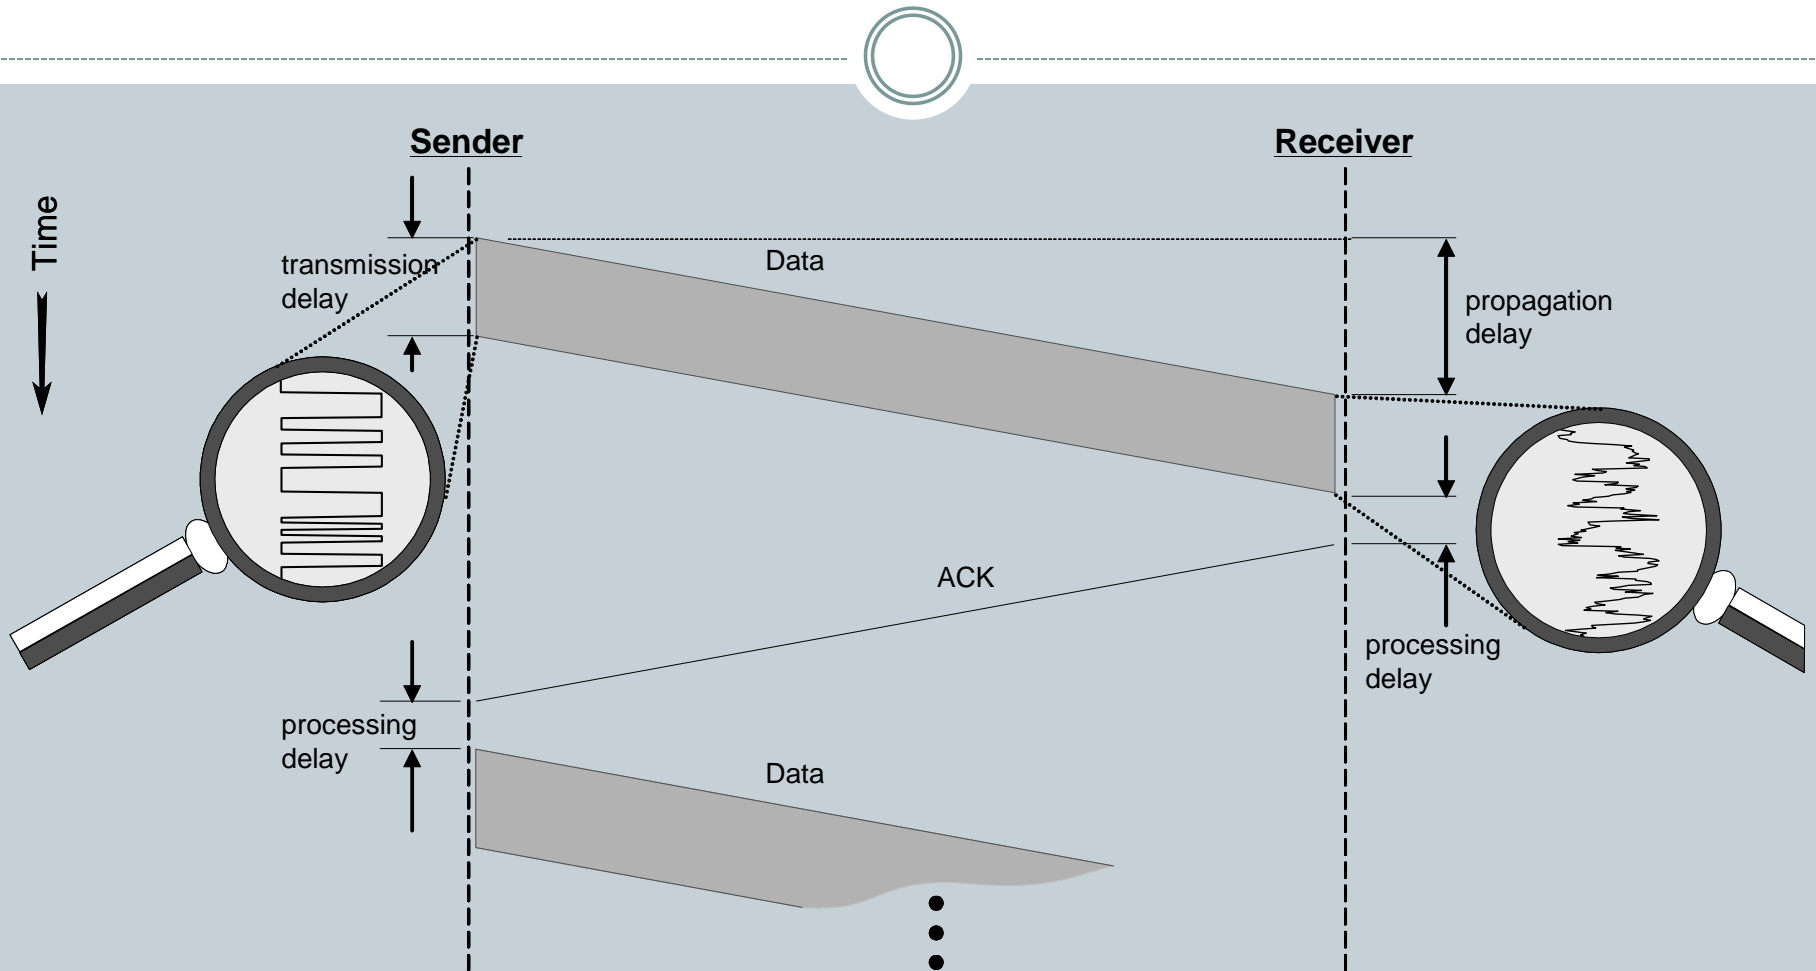 Sender
Receiver
Time
transmission
delay
Data
propagation
delay
ACK
processing
delay
processing
delay
Data